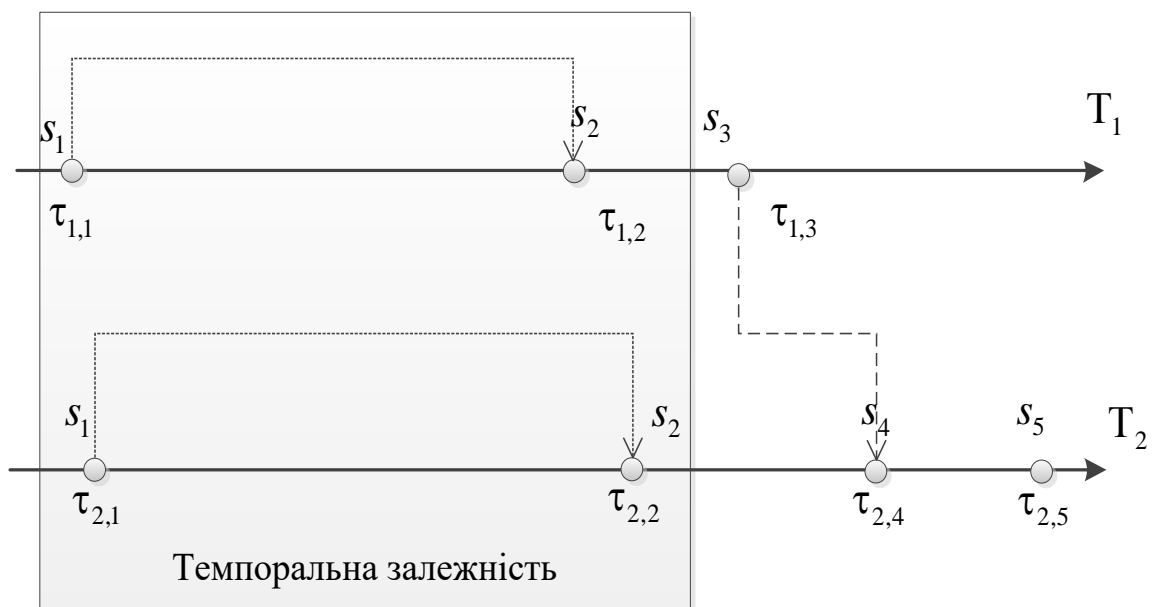 s₁ s₂ s₃ T₁
τ₁,₁ τ₁,₂ τ₁,₃
s₁ s₂ s₄ s₅ T₂
τ₂,₁ τ₂,₂ τ₂,₄ τ₂,₅
Темпоральна залежність